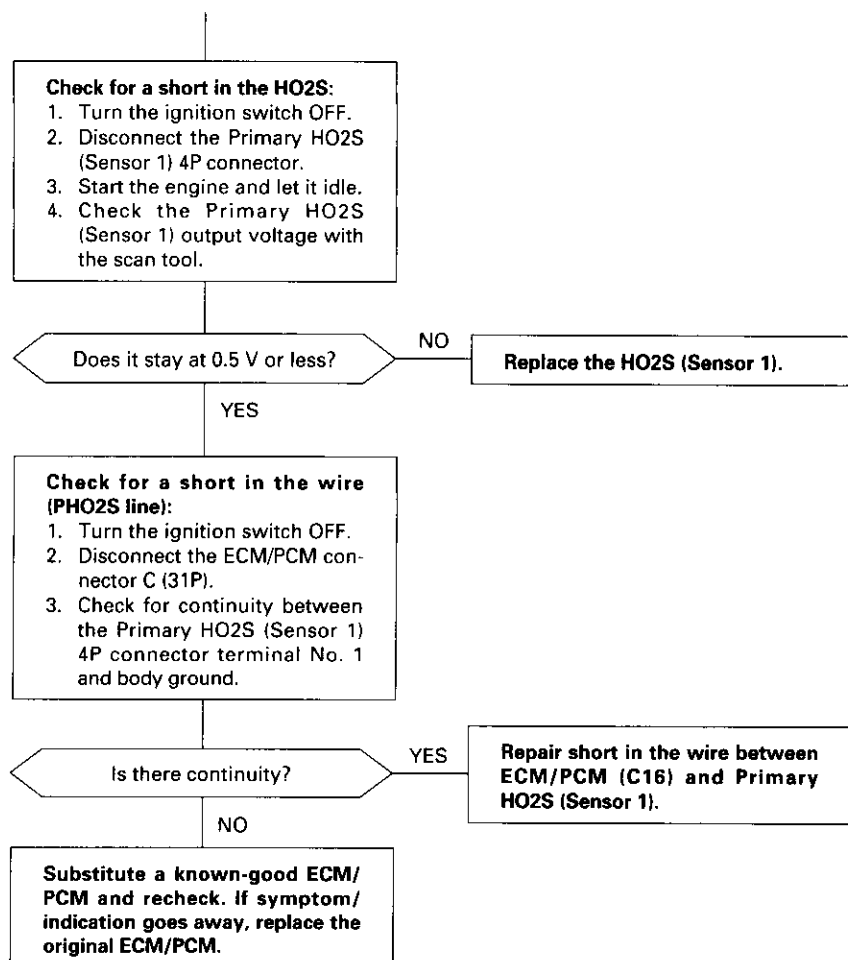 Check for a short in the HO2S:
1. Turn the ignition switch OFF.
2. Disconnect the Primary HO2S
(Sensor 1) 4P connector.
3. Start the engine and let it idle.
4. Check the Primary HO2S
(Sensor 1) output voltage with
the scan tool.
Does it stay at 0.5 V or less?
NO
Replace the HO2S (Sensor 1).
YES
Check for a short in the wire
(PHO2S line):
1. Turn the ignition switch OFF.
2. Disconnect the ECM/PCM con-
nector C (31P).
3. Check for continuity between
the Primary HO2S (Sensor 1)
4P connector terminal No. 1
and body ground.
Is there continuity?
YES
Repair short in the wire between
ECM/PCM (C16) and Primary
HO2S (Sensor 1).
NO
Substitute a known-good ECM/
PCM and recheck. If symptom/
indication goes away, replace the
original ECM/PCM.